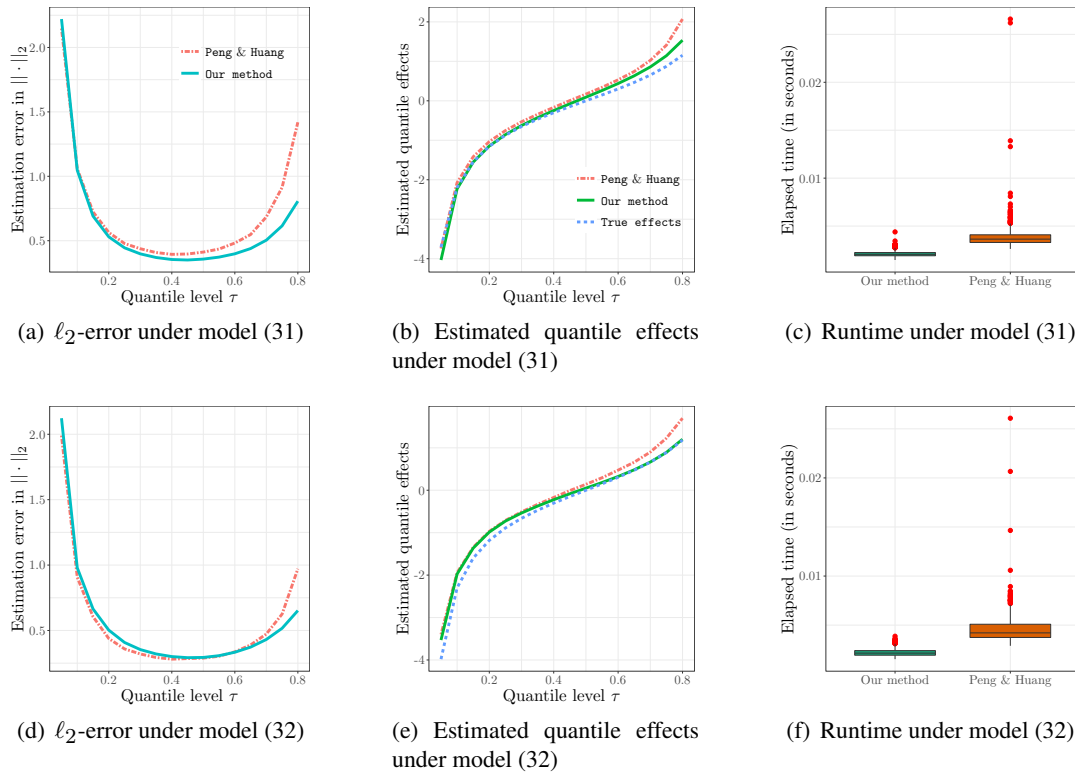 Estimation error in || · ||₂
2.0
1.5
1.0
0.5
0.2 0.4 0.6 0.8
Quantile level τ
Peng & Huang
Our method
(a) ℓ₂-error under model (31)
Estimated quantile effects
2
0
-2
-4
0.2 0.4 0.6 0.8
Quantile level τ
Peng & Huang
Our method
True effects
(b) Estimated quantile effects
under model (31)
Elapsed time (in seconds)
0.02
0.01
Our method Peng & Huang
(c) Runtime under model (31)
Estimation error in || · ||₂
2.0
1.5
1.0
0.5
0.2 0.4 0.6 0.8
Quantile level τ
(d) ℓ₂-error under model (32)
Estimated quantile effects
0
-2
-4
0.2 0.4 0.6 0.8
Quantile level τ
(e) Estimated quantile effects
under model (32)
Elapsed time (in seconds)
0.02
0.01
Our method Peng & Huang
(f) Runtime under model (32)